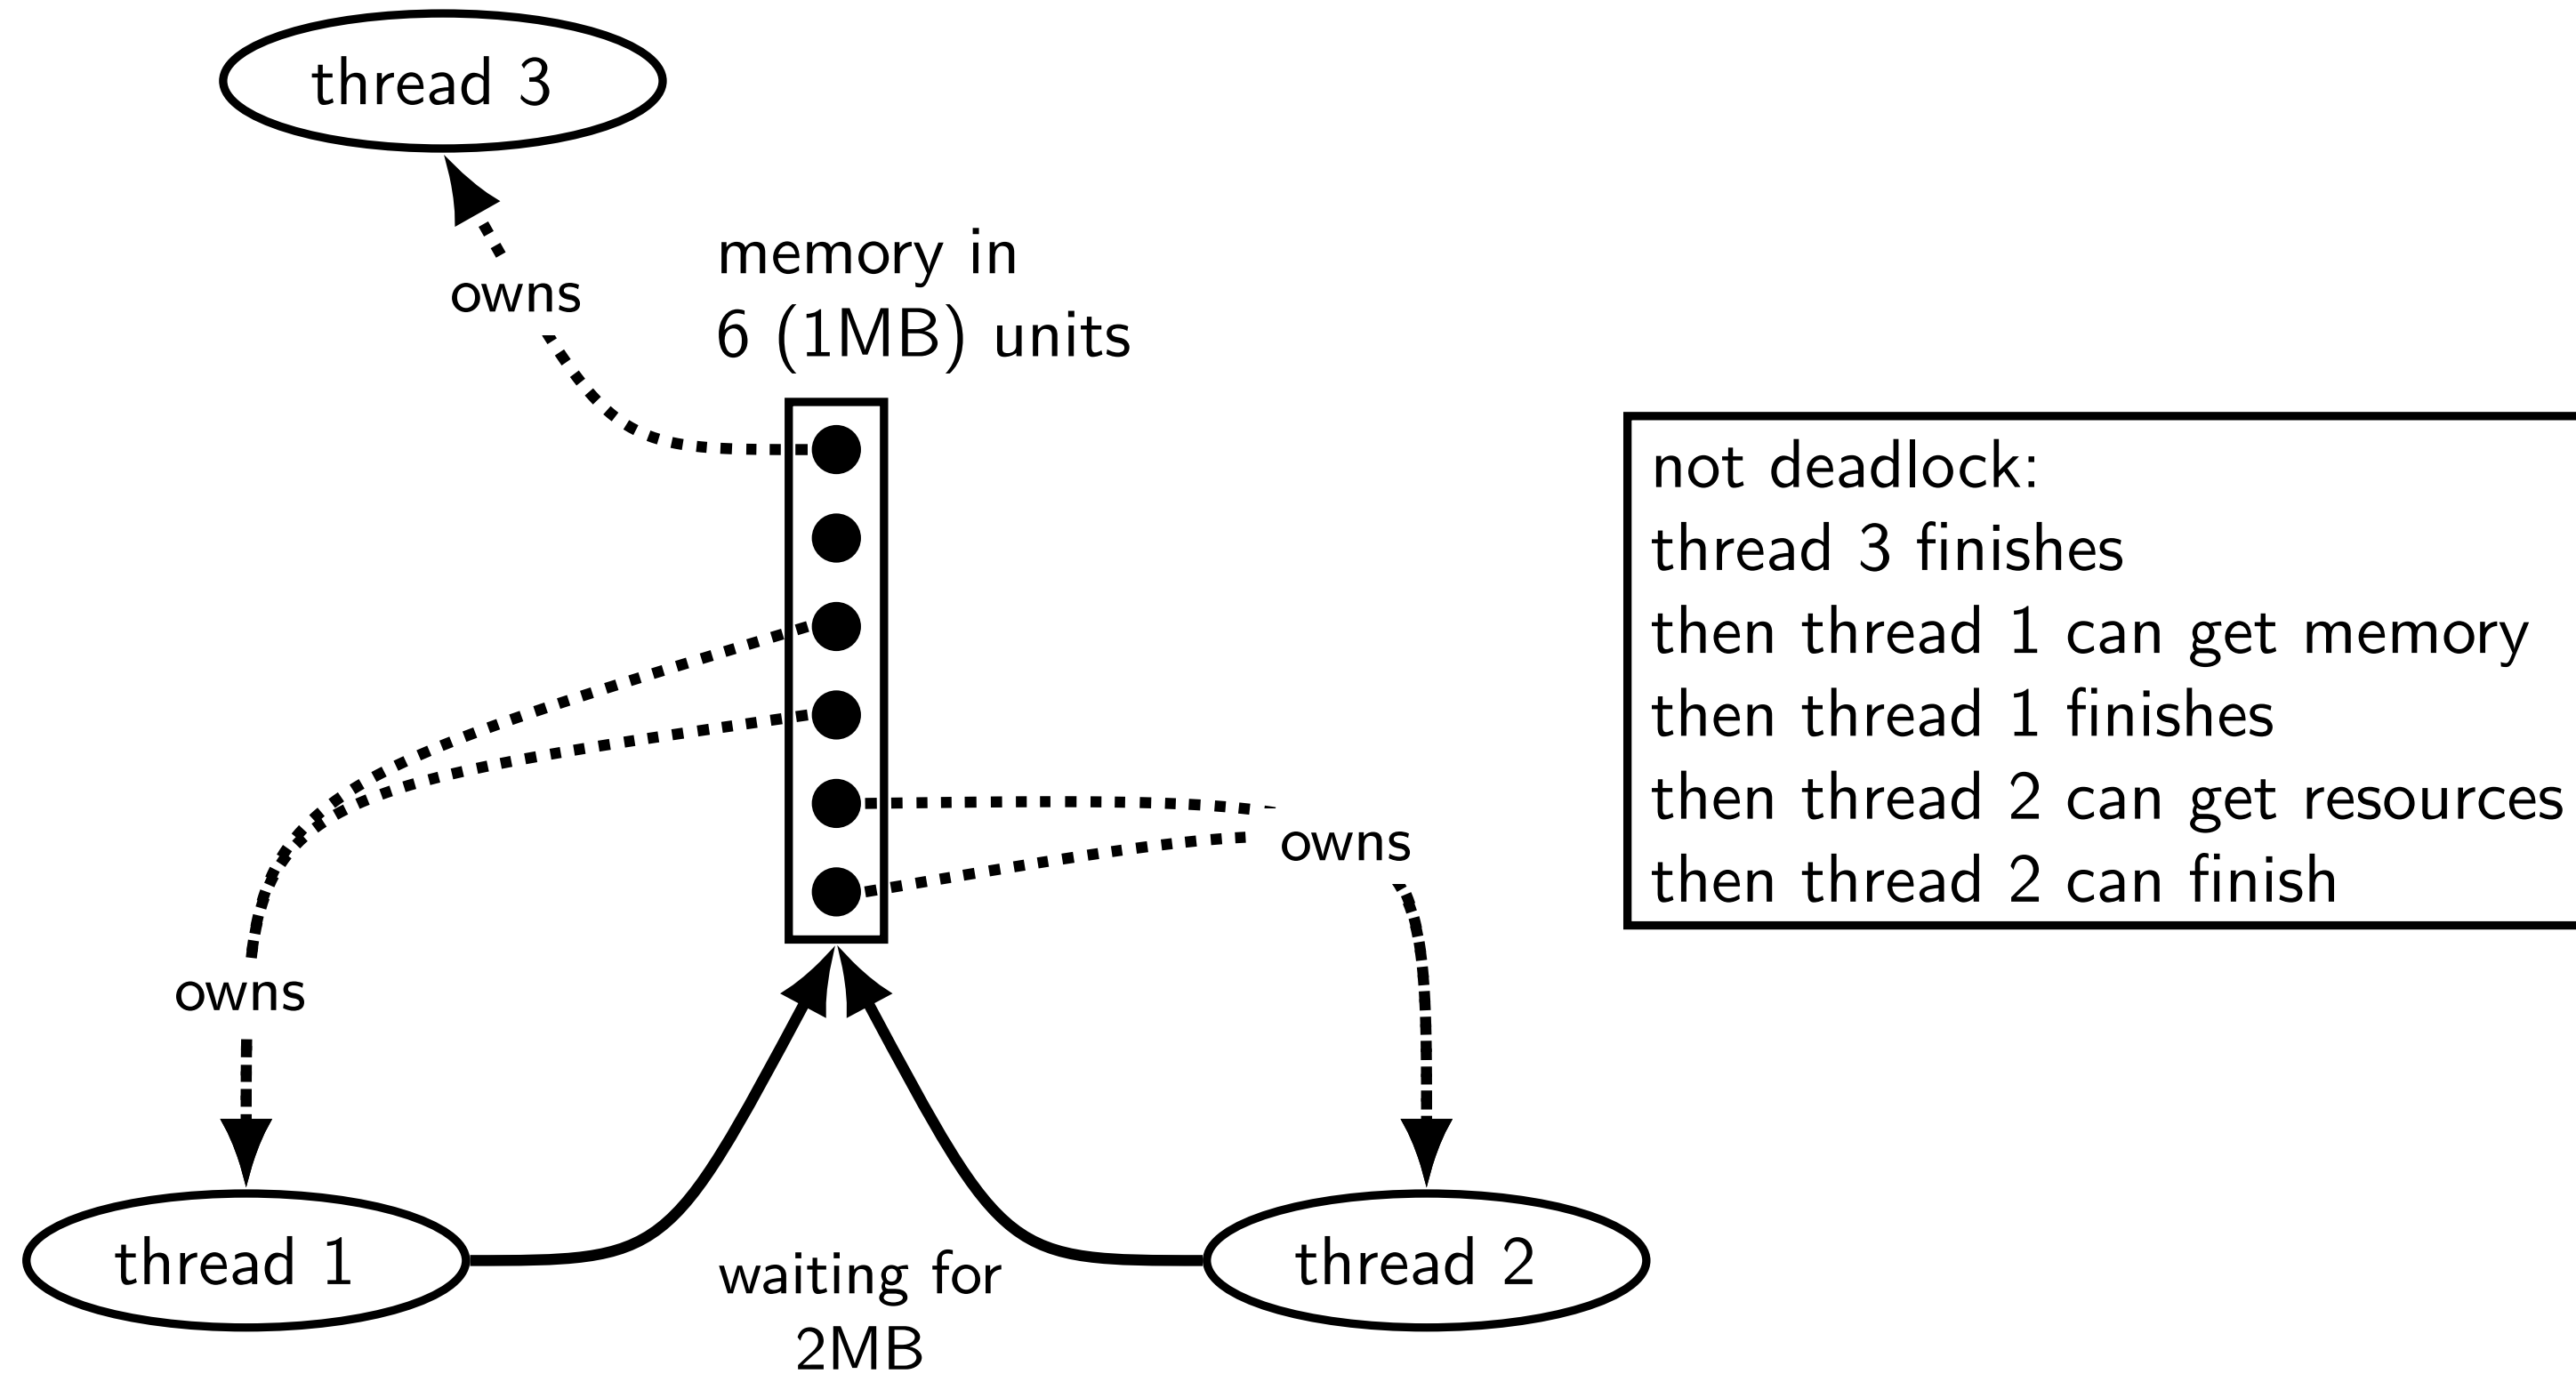 thread 3
owns
memory in
6 (1MB) units
not deadlock:
thread 3 finishes
then thread 1 can get memory
then thread 1 finishes
then thread 2 can get resources
then thread 2 can finish
owns
owns
thread 1
waiting for
2MB
thread 2